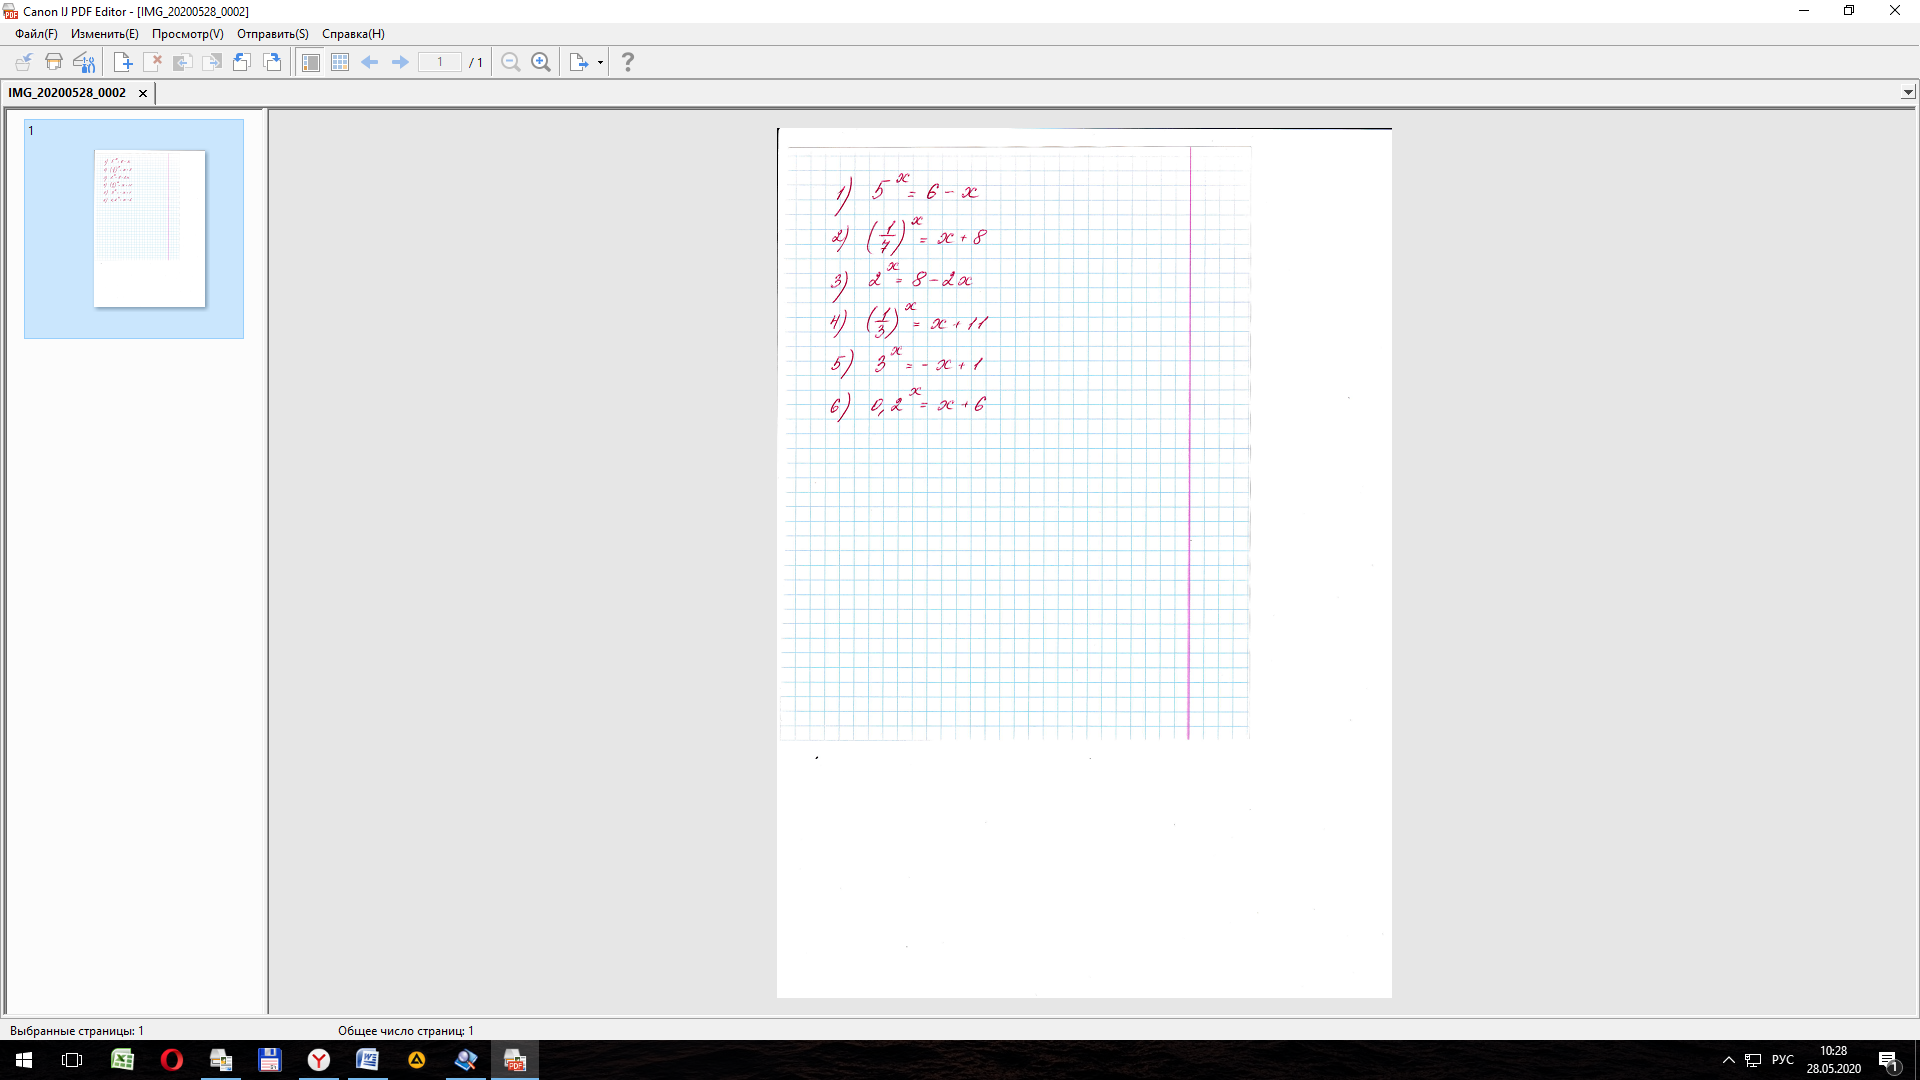 Canon IJ PDF Editor - [IMG_20200528_0002]
Файл(F) Изменить(E) Просмотр(V) Отправить(S) Справка(H)
1 / 1
IMG_20200528_0002
1
1) 5^x = 6 - x
2) (1/7)^x = x + 8
3) 2^x = 8 - 2x
4) (1/3)^x = x + 11
5) 3^x = - x + 1
6) 0,2^x = x + 6
Выбранные страницы: 1 Общее число страниц: 1
РУС 10:28
28.05.2020 1